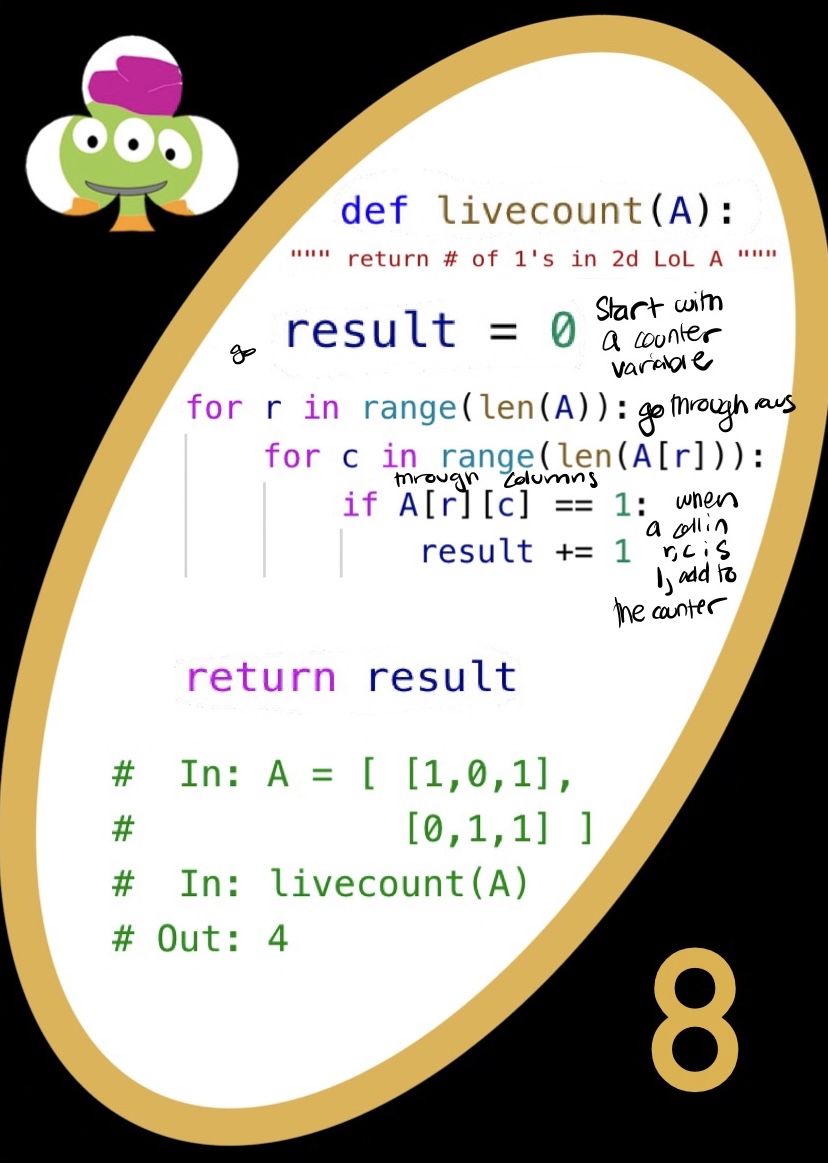 def livecount(A):
""" return # of 1's in 2d LoL A """
go
result = 0
Start with
a counter
variable
for r in range(len(A)):
go through rows
for c in range(len(A[r])):
through columns
if A[r][c] == 1:
result += 1
when
a cell in
r,c is
1, add to
the counter
return result
# In: A = [ [1,0,1],
# [0,1,1] ]
# In: livecount(A)
# Out: 4
8